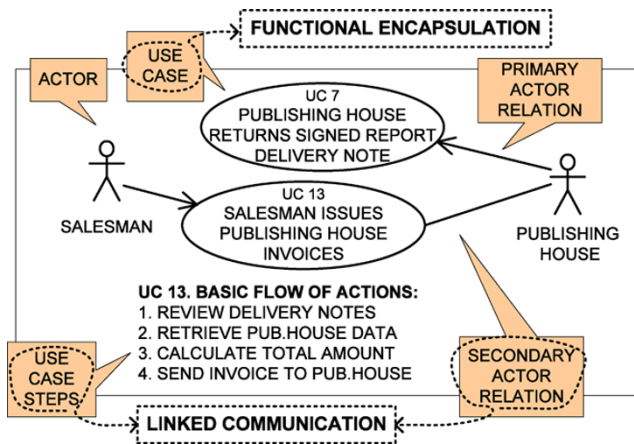 FUNCTIONAL ENCAPSULATION
USE
CASE
ACTOR
PRIMARY
ACTOR
RELATION
UC 7
PUBLISHING HOUSE
RETURNS SIGNED REPORT
DELIVERY NOTE
SALESMAN
UC 13
SALESMAN ISSUES
PUBLISHING HOUSE
INVOICES
PUBLISHING
HOUSE
UC 13. BASIC FLOW OF ACTIONS:
1. REVIEW DELIVERY NOTES
2. RETRIEVE PUB.HOUSE DATA
3. CALCULATE TOTAL AMOUNT
4. SEND INVOICE TO PUB.HOUSE
USE
CASE
STEPS
SECONDARY
ACTOR
RELATION
LINKED COMMUNICATION